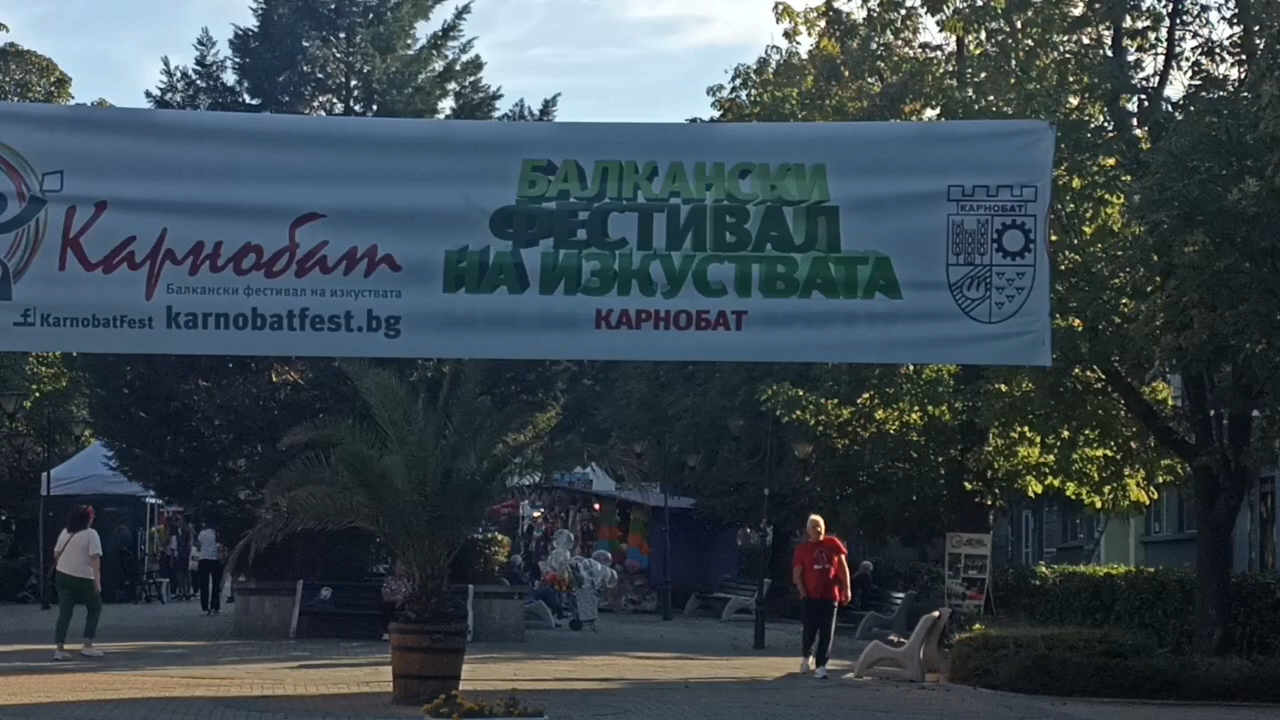 Карнобат
Балкански фестивал на изкуствата
KarnobatFest karnobatfest.bg
БАЛКАНСКИ
ФЕСТИВАЛ
НА ИЗКУСТВАТА
КАРНОБАТ
КАРНОБАТ